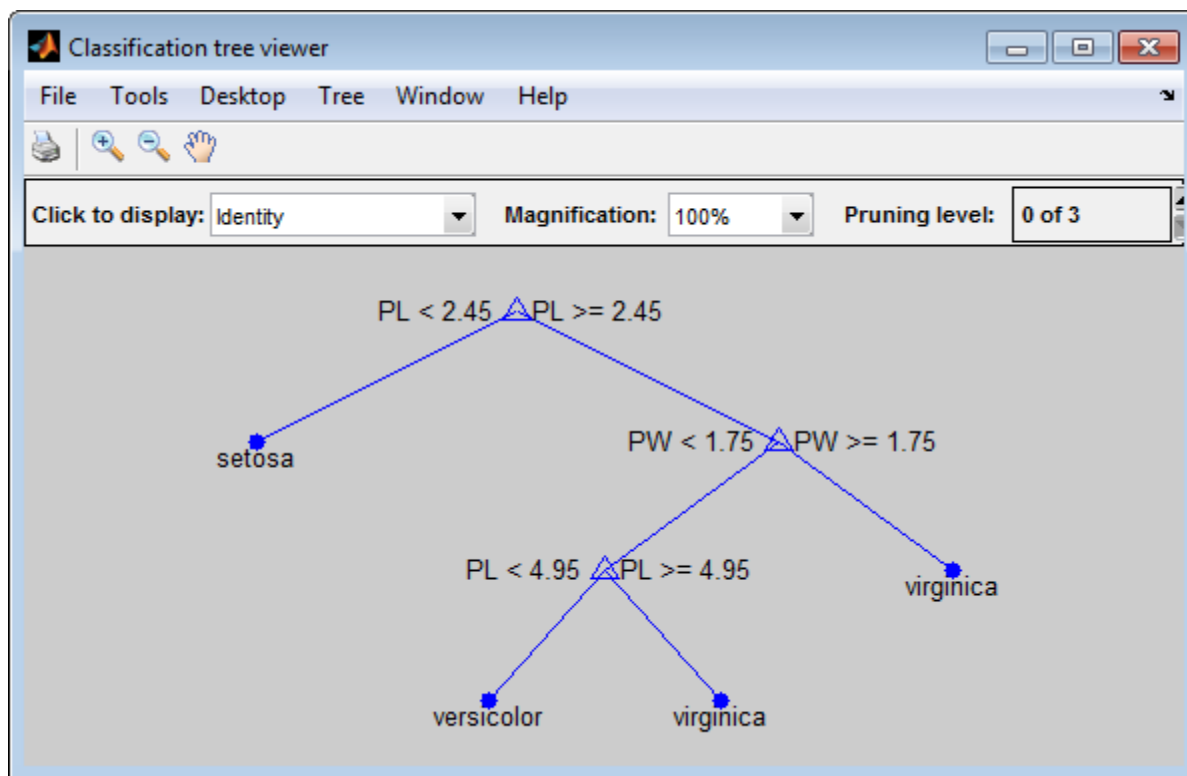 Classification tree viewer
File Tools Desktop Tree Window Help
Click to display: Identity Magnification: 100% Pruning level: 0 of 3
PL < 2.45 PL >= 2.45
setosa
PW < 1.75 PW >= 1.75
PL < 4.95 PL >= 4.95
virginica
versicolor virginica